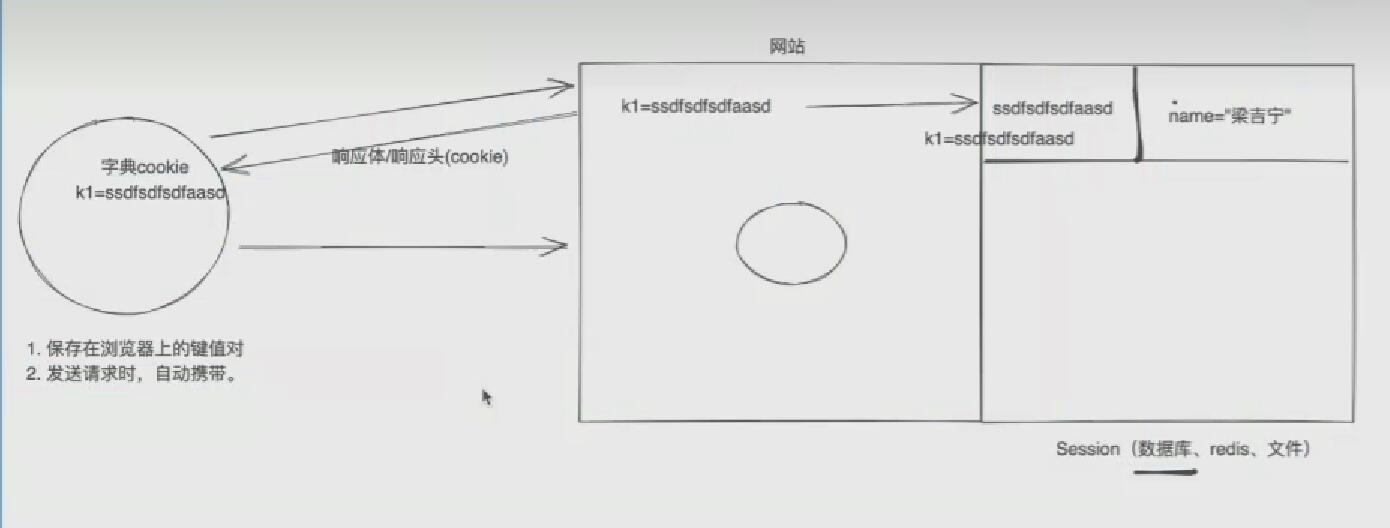 网站
k1=ssdfsdfsdfaasd
ssdfsdfsdfaasd
name="梁吉宁"
k1=ssdfsdfsdfaasd
响应体/响应头(cookie)
字典cookie
k1=ssdfsdfsdfaasd
1. 保存在浏览器上的键值对
2. 发送请求时，自动携带。
Session（数据库、redis、文件）